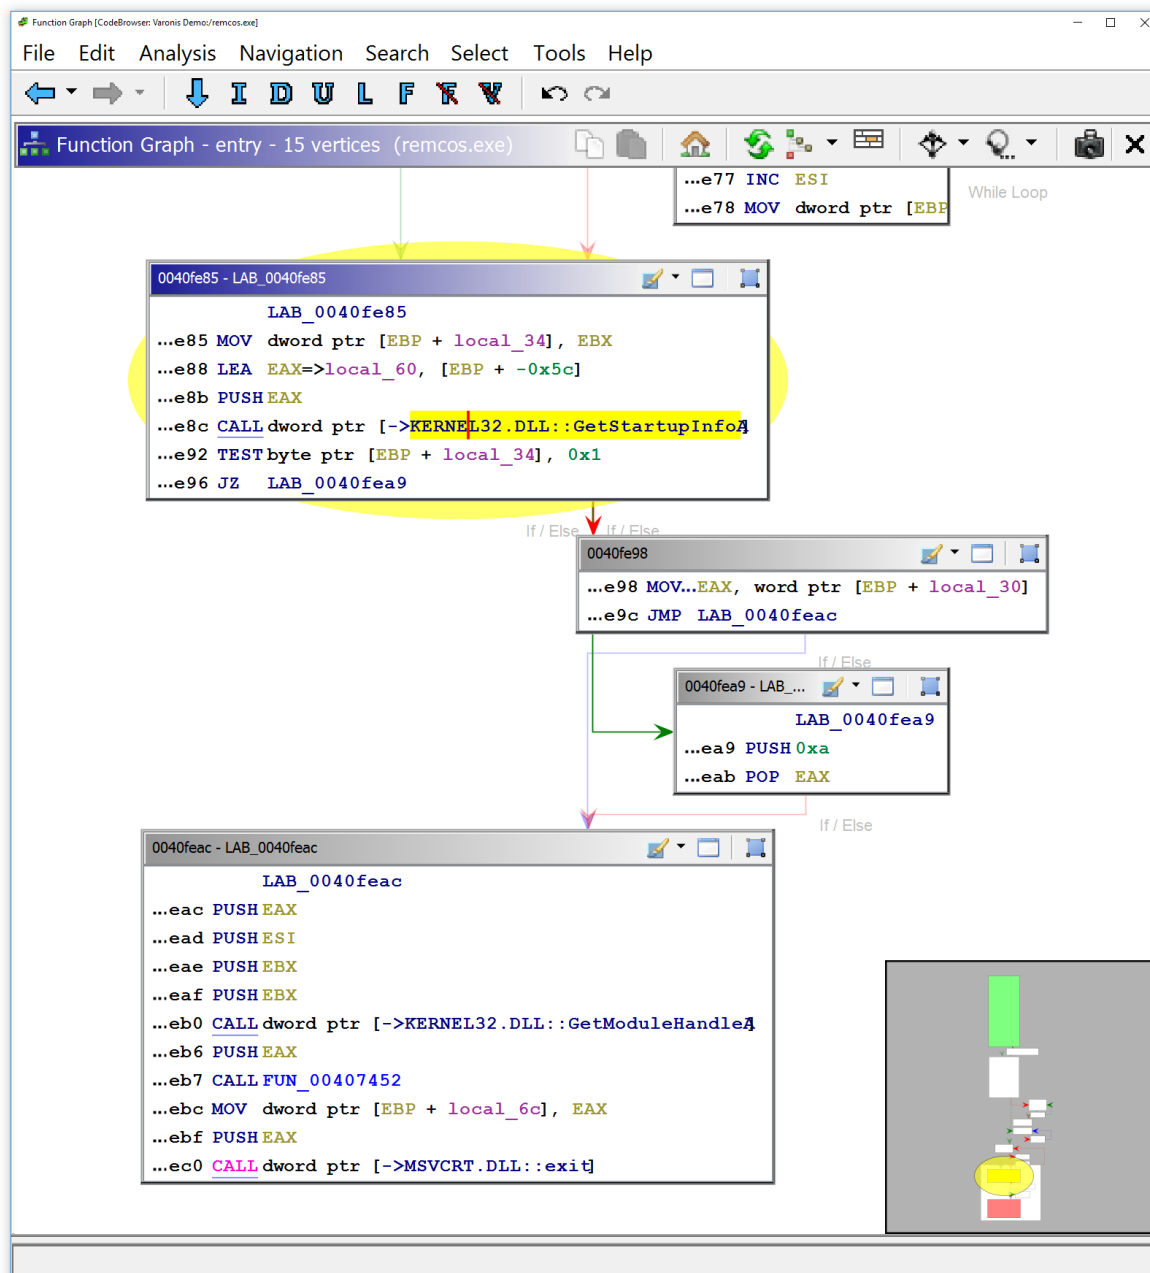 Function Graph [CodeBrowser: Varonis Demo:/remcos.exe]
File Edit Analysis Navigation Search Select Tools Help
I D U L F F V
Function Graph - entry - 15 vertices (remcos.exe)
...e77 INC ESI
...e78 MOV dword ptr [EBP
While Loop
0040fe85 - LAB_0040fe85
LAB_0040fe85
...e85 MOV dword ptr [EBP + local_34], EBX
...e88 LEA EAX=>local_60, [EBP + -0x5c]
...e8b PUSH EAX
...e8c CALL dword ptr [->KERNEL32.DLL::GetStartupInfoA]
...e92 TEST byte ptr [EBP + local_34], 0x1
...e96 JZ LAB_0040fea9
If / Else If / Else
0040fe98
...e98 MOV... EAX, word ptr [EBP + local_30]
...e9c JMP LAB_0040feac
If / Else
0040fea9 - LAB_...
LAB_0040fea9
...ea9 PUSH 0xa
...eab POP EAX
If / Else
0040feac - LAB_0040feac
LAB_0040feac
...eac PUSH EAX
...ead PUSH ESI
...eae PUSH EBX
...eaf PUSH EBX
...eb0 CALL dword ptr [->KERNEL32.DLL::GetModuleHandleA]
...eb6 PUSH EAX
...eb7 CALL FUN_00407452
...ebc MOV dword ptr [EBP + local_6c], EAX
...ebf PUSH EAX
...ec0 CALL dword ptr [->MSVCRT.DLL::exit]